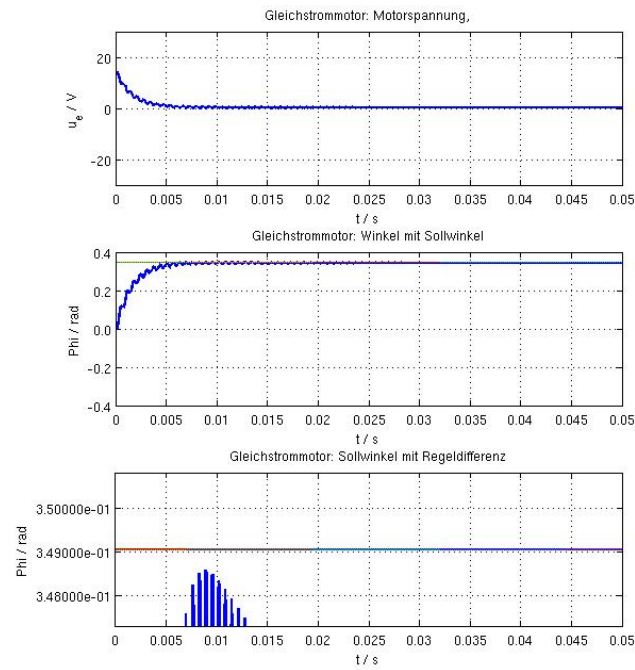 Gleichstrommotor: Motorspannung,
20
0
-20
u_e / V
0 0.005 0.01 0.015 0.02 0.025 0.03 0.035 0.04 0.045 0.05
t / s
Gleichstrommotor: Winkel mit Sollwinkel
0.4
0.2
0.0
-0.2
-0.4
Phi / rad
0 0.005 0.01 0.015 0.02 0.025 0.03 0.035 0.04 0.045 0.05
t / s
Gleichstrommotor: Sollwinkel mit Regeldifferenz
3.50000e-01
3.49000e-01
3.48000e-01
Phi / rad
0 0.005 0.01 0.015 0.02 0.025 0.03 0.035 0.04 0.045 0.05
t / s